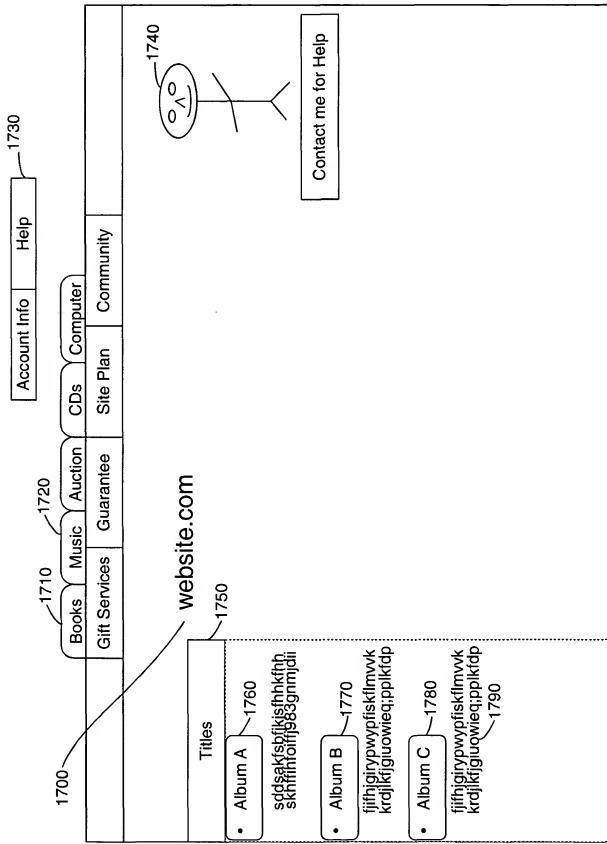 1730
Account Info Help
1710
1720
Books Music Auction CDs Computer
Gift Services Guarantee Site Plan Community
1700
website.com
1740
Contact me for Help
1750
Titles
• Album A
1760
• Album B
1770
fjifhjgirypwypfiskflmvvk
krdjlkfjgiuowieq;pplkfdp
• Album C
1780
fjifhjgirypwypfiskflmvvk
krdjlkfjgiuowieq;pplkfdp
1790